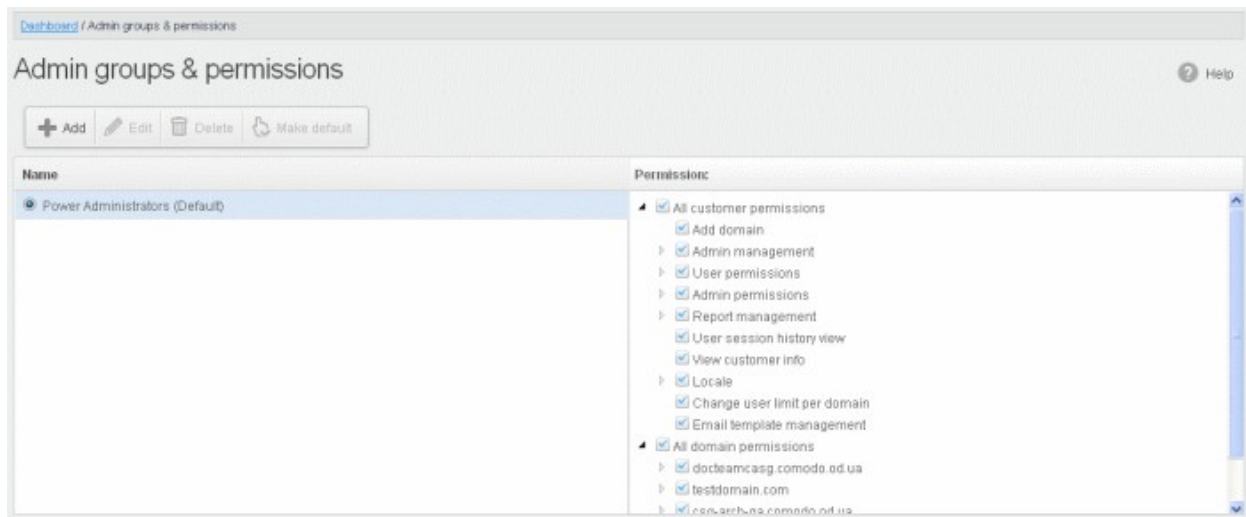 Dashboard / Admin groups & permissions
Admin groups & permissions
Help
Add Edit Delete Make default
Name
Permission:
Power Administrators (Default)
All customer permissions
Add domain
Admin management
User permissions
Admin permissions
Report management
User session history view
View customer info
Locale
Change user limit per domain
Email template management
All domain permissions
docteamcasg.comodo.od.ua
testdomain.com